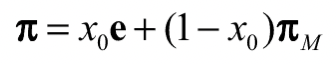 π = x₀e + (1 − x₀)π_M